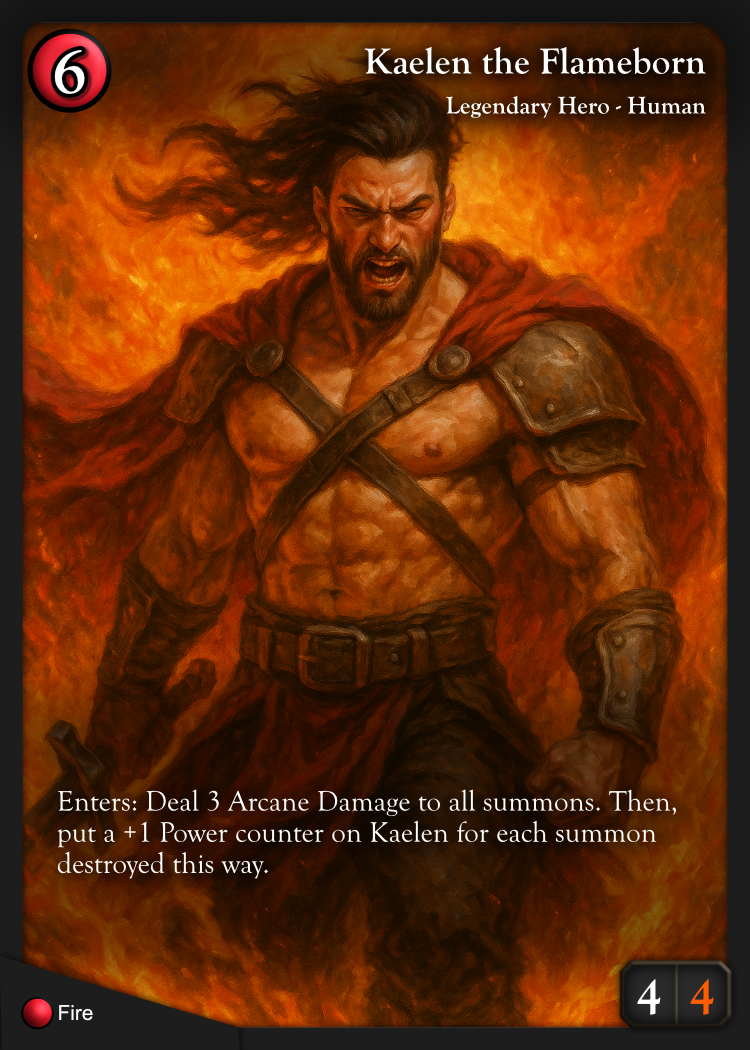 6
Kaelen the Flameborn
Legendary Hero - Human
Enters: Deal 3 Arcane Damage to all summons. Then,
put a +1 Power counter on Kaelen for each summon
destroyed this way.
Fire
4 4